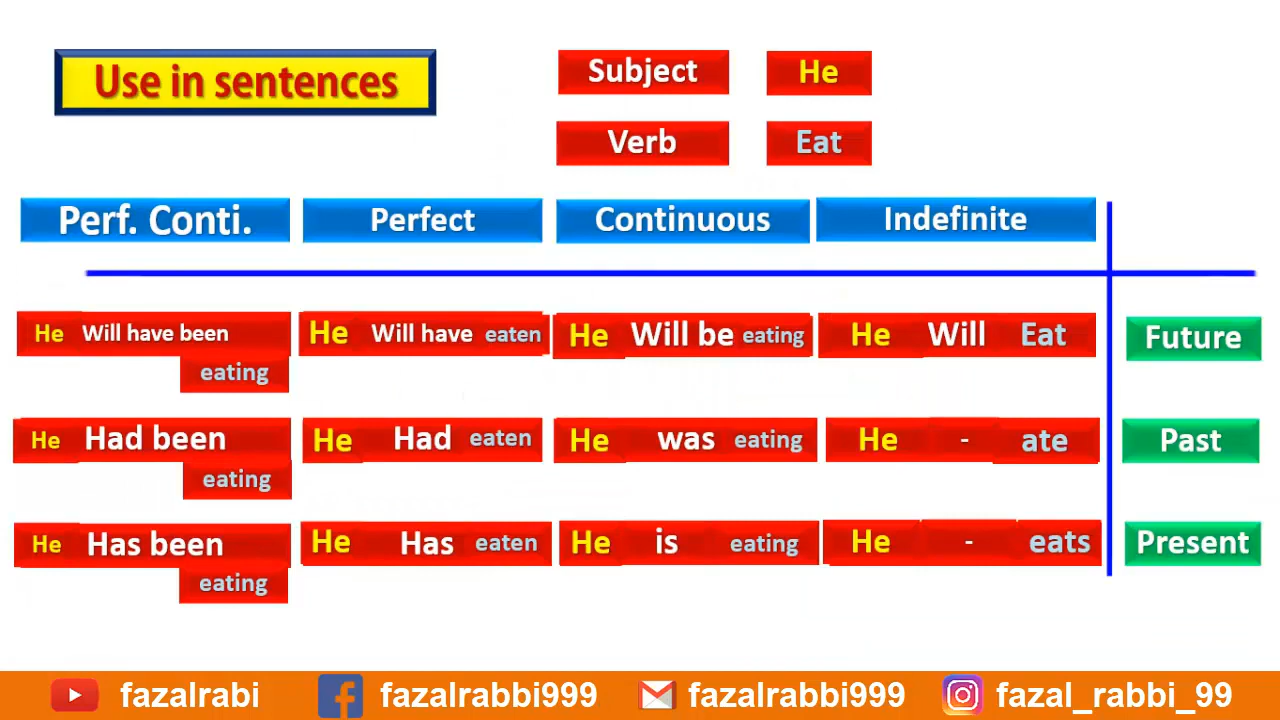 Use in sentences
Subject He
Verb Eat
Perf. Conti. Perfect Continuous Indefinite
He Will have been eating
He Will have eaten
He Will be eating
He Will Eat
Future
He Had been eating
He Had eaten
He was eating
He - ate
Past
He Has been eating
He Has eaten
He is eating
He - eats
Present
fazalrabi fazalrabbi999 fazalrabbi999 fazal_rabbi_99